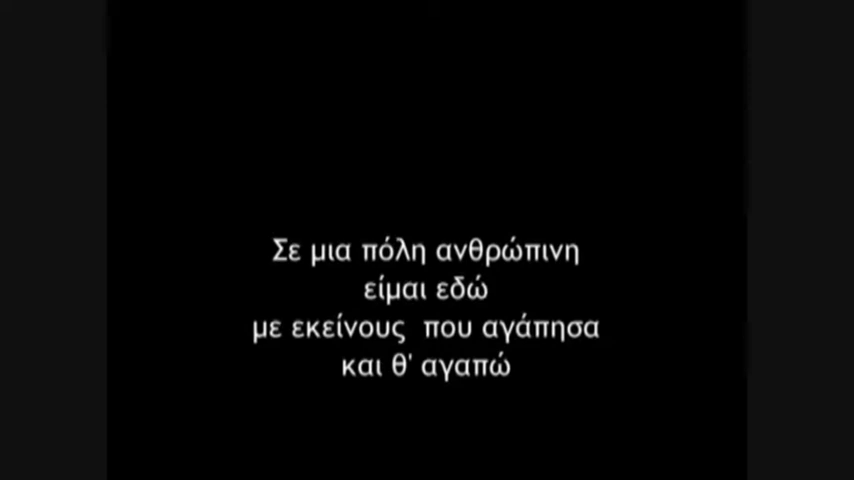 Σε μια πόλη ανθρώπινη
είμαι εδώ
με εκείνους  που αγάπησα
και θ' αγαπώ